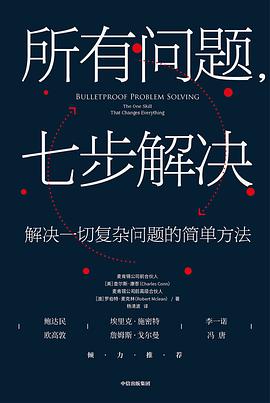 所有问题，
BULLETPROOF PROBLEM SOLVING
The One Skill
That Changes Everything
七步解决
解决一切复杂问题的简单方法
麦肯锡公司前合伙人
[美]查尔斯·康恩(Charles Conn)
麦肯锡公司前高级合伙人
[澳]罗伯特·麦克林(Robert Mclean) / 著
杨清波 / 译
鲍达民 埃里克·施密特 李一诺
欧高敦 詹姆斯·戈尔曼 冯唐
倾·力·推·荐
中信出版集团